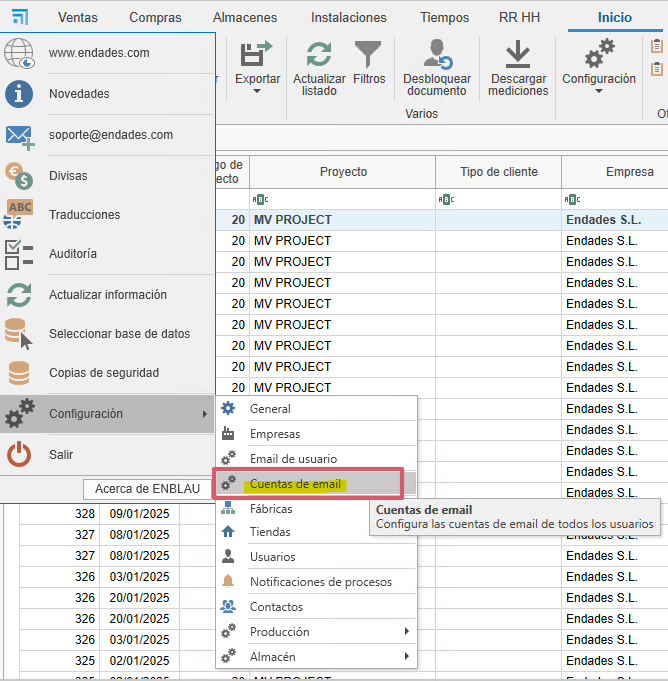 Ventas Compras Almacenes Instalaciones Tiempos RR HH Inicio
www.endades.com
Novedades
soporte@endades.com
Divisas
ABC
Traducciones
Auditoría
Actualizar información
Seleccionar base de datos
Copias de seguridad
Configuración
Salir
Acerca de ENBLAU
Exportar
Actualizar
listado
Filtros
Desbloquear
documento
Descargar
mediciones
Configuración
Varios
go de
ecto
Proyecto Tipo de cliente Empresa
ABC ABC ABC
20 MV PROJECT Endades S.L.
20 MV PROJECT Endades S.L.
20 MV PROJECT Endades S.L.
20 MV PROJECT Endades S.L.
20 MV PROJECT Endades S.L.
20 MV PROJECT Endades S.L.
20 MV PROJECT Endades S.L.
20 MV PROJECT Endades S.L.
20 MV PROJECT Endades S.L.
Endades S.L.
Endades S.L.
Endades S.L.
Endades S.L.
Endades S.L.
General
Empresas
Email de usuario
Cuentas de email
Fábricas
Tiendas
Usuarios
Notificaciones de procesos
Contactos
Producción
Almacén
Cuentas de email
Configura las cuentas de email de todos los usuarios
328 09/01/2025
327 08/01/2025
327 08/01/2025 Endades S.L.
326 03/01/2025 Endades S.L.
326 20/01/2025 Endades S.L.
326 20/01/2025 Endades S.L.
326 03/01/2025 Endades S.L.
325 02/01/2025 Endades S.L.